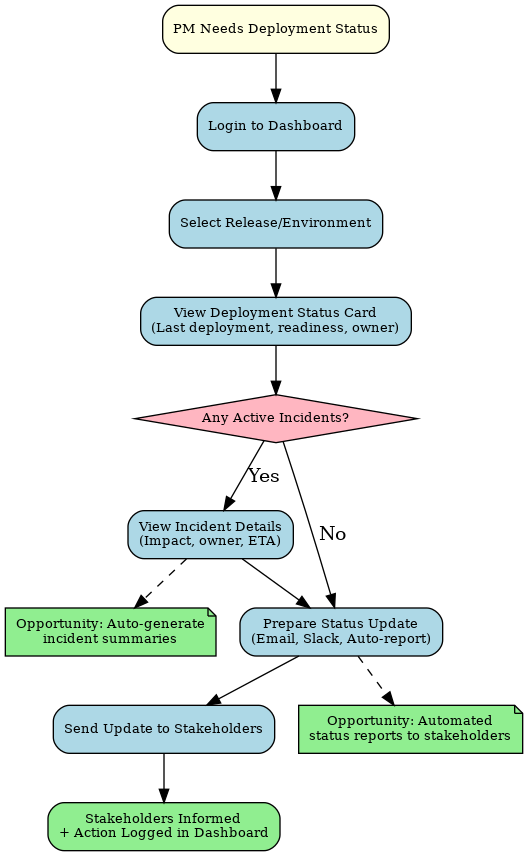 PM Needs Deployment Status
Login to Dashboard
Select Release/Environment
View Deployment Status Card
(Last deployment, readiness, owner)
Any Active Incidents?
Yes
View Incident Details
(Impact, owner, ETA)
No
Opportunity: Auto-generate
incident summaries
Prepare Status Update
(Email, Slack, Auto-report)
Send Update to Stakeholders
Opportunity: Automated
status reports to stakeholders
Stakeholders Informed
+ Action Logged in Dashboard